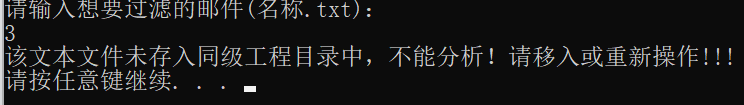 请输入想要过滤的邮件(名称.txt):
3
该文本文件未存入同级工程目录中，不能分析！请移入或重新操作!!!
请按任意键继续. . .